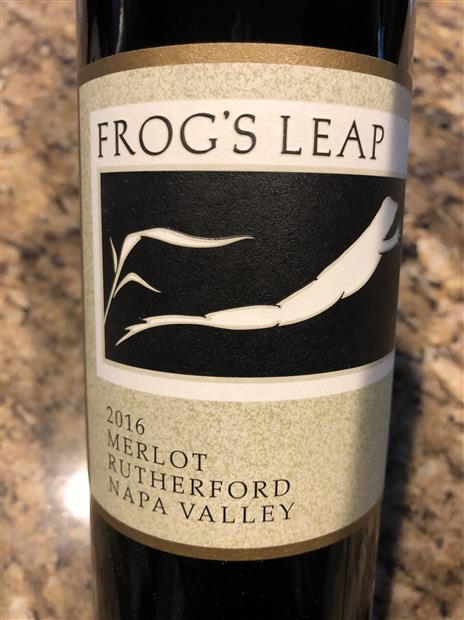 FROG'S LEAP
2016
MERLOT
RUTHERFORD
NAPA VALLEY